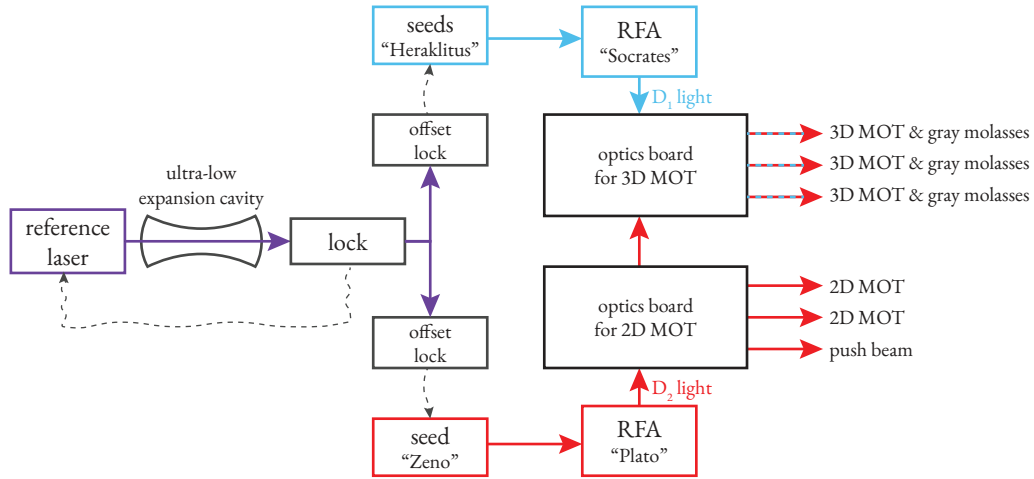 seeds
“Heraklitus”
RFA
“Socrates”
D₁ light
offset
lock
optics board
for 3D MOT
3D MOT & gray molasses
3D MOT & gray molasses
3D MOT & gray molasses
ultra-low
expansion cavity
reference
laser
lock
optics board
for 2D MOT
2D MOT
2D MOT
push beam
offset
lock
D₂ light
seed
“Zeno”
RFA
“Plato”